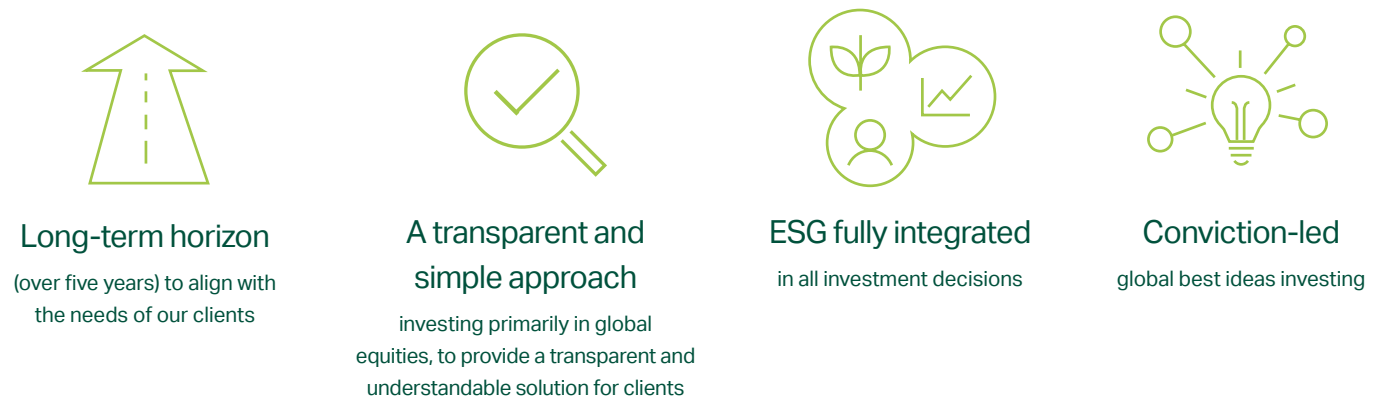 Long-term horizon
(over five years) to align with
the needs of our clients
A transparent and
simple approach
investing primarily in global
equities, to provide a transparent and
understandable solution for clients
ESG fully integrated
in all investment decisions
Conviction-led
global best ideas investing